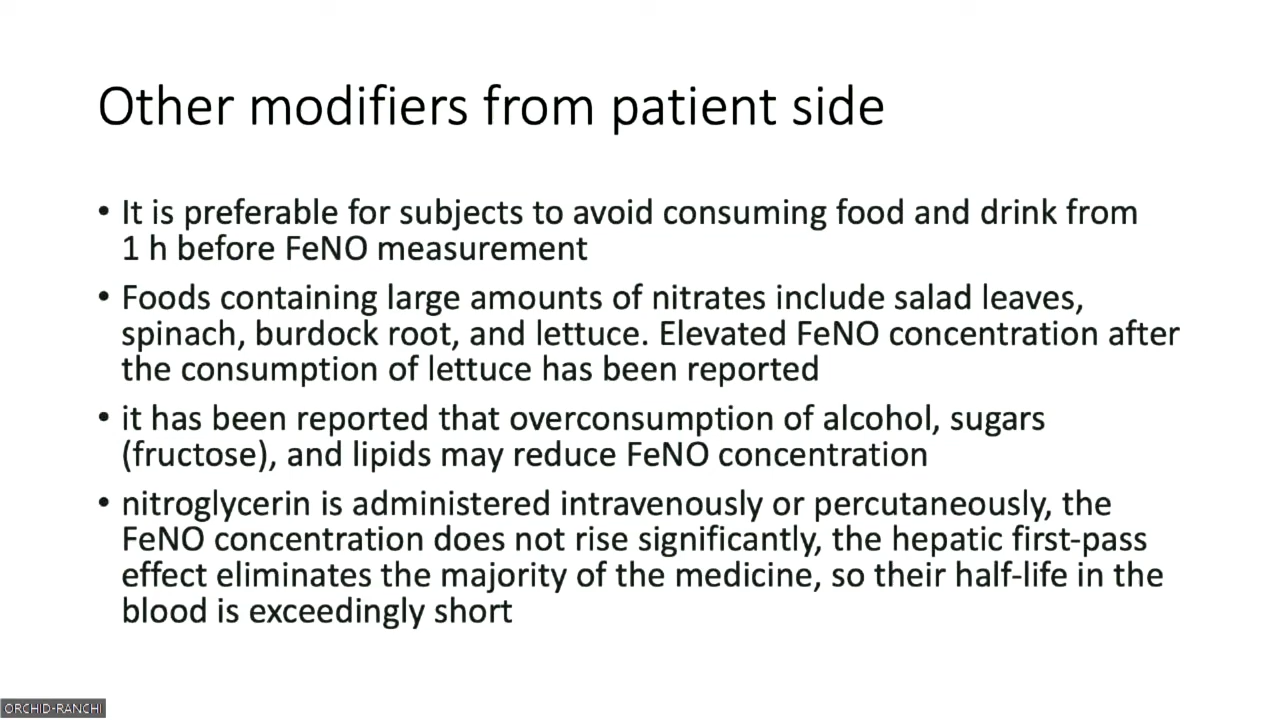 Other modifiers from patient side
• It is preferable for subjects to avoid consuming food and drink from
1 h before FeNO measurement
• Foods containing large amounts of nitrates include salad leaves,
spinach, burdock root, and lettuce. Elevated FeNO concentration after
the consumption of lettuce has been reported
• it has been reported that overconsumption of alcohol, sugars
(fructose), and lipids may reduce FeNO concentration
• nitroglycerin is administered intravenously or percutaneously, the
FeNO concentration does not rise significantly, the hepatic first-pass
effect eliminates the majority of the medicine, so their half-life in the
blood is exceedingly short
ORCHID-RANCHI